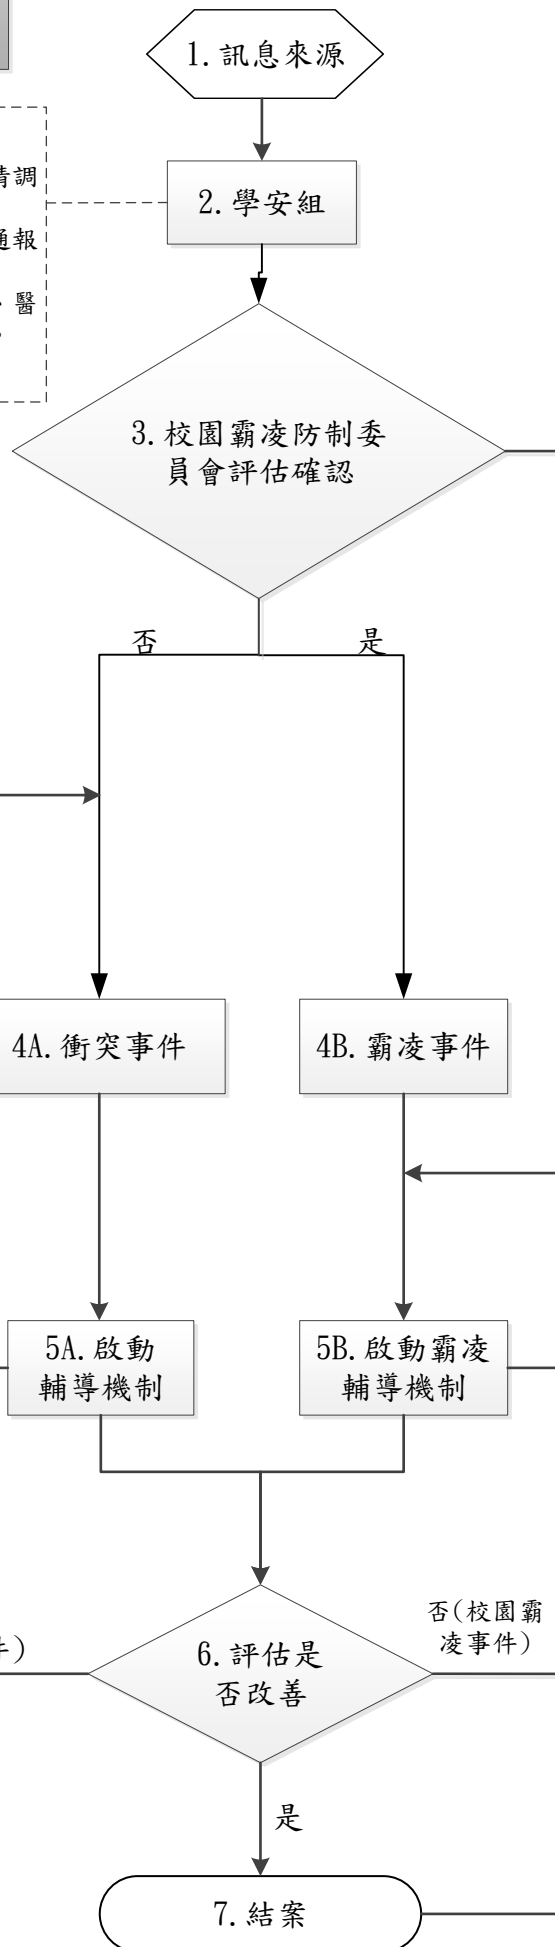 1.訊息來源
情調
2.學安組
通報
、醫
3.校園霸凌防制委
員會評估確認
否
是
4A.衝突事件
4B.霸凌事件
5A.啟動
輔導機制
5B.啟動霸凌
輔導機制
否(校園霸
凌事件)
件)
6.評估是
否改善
是
7.結案